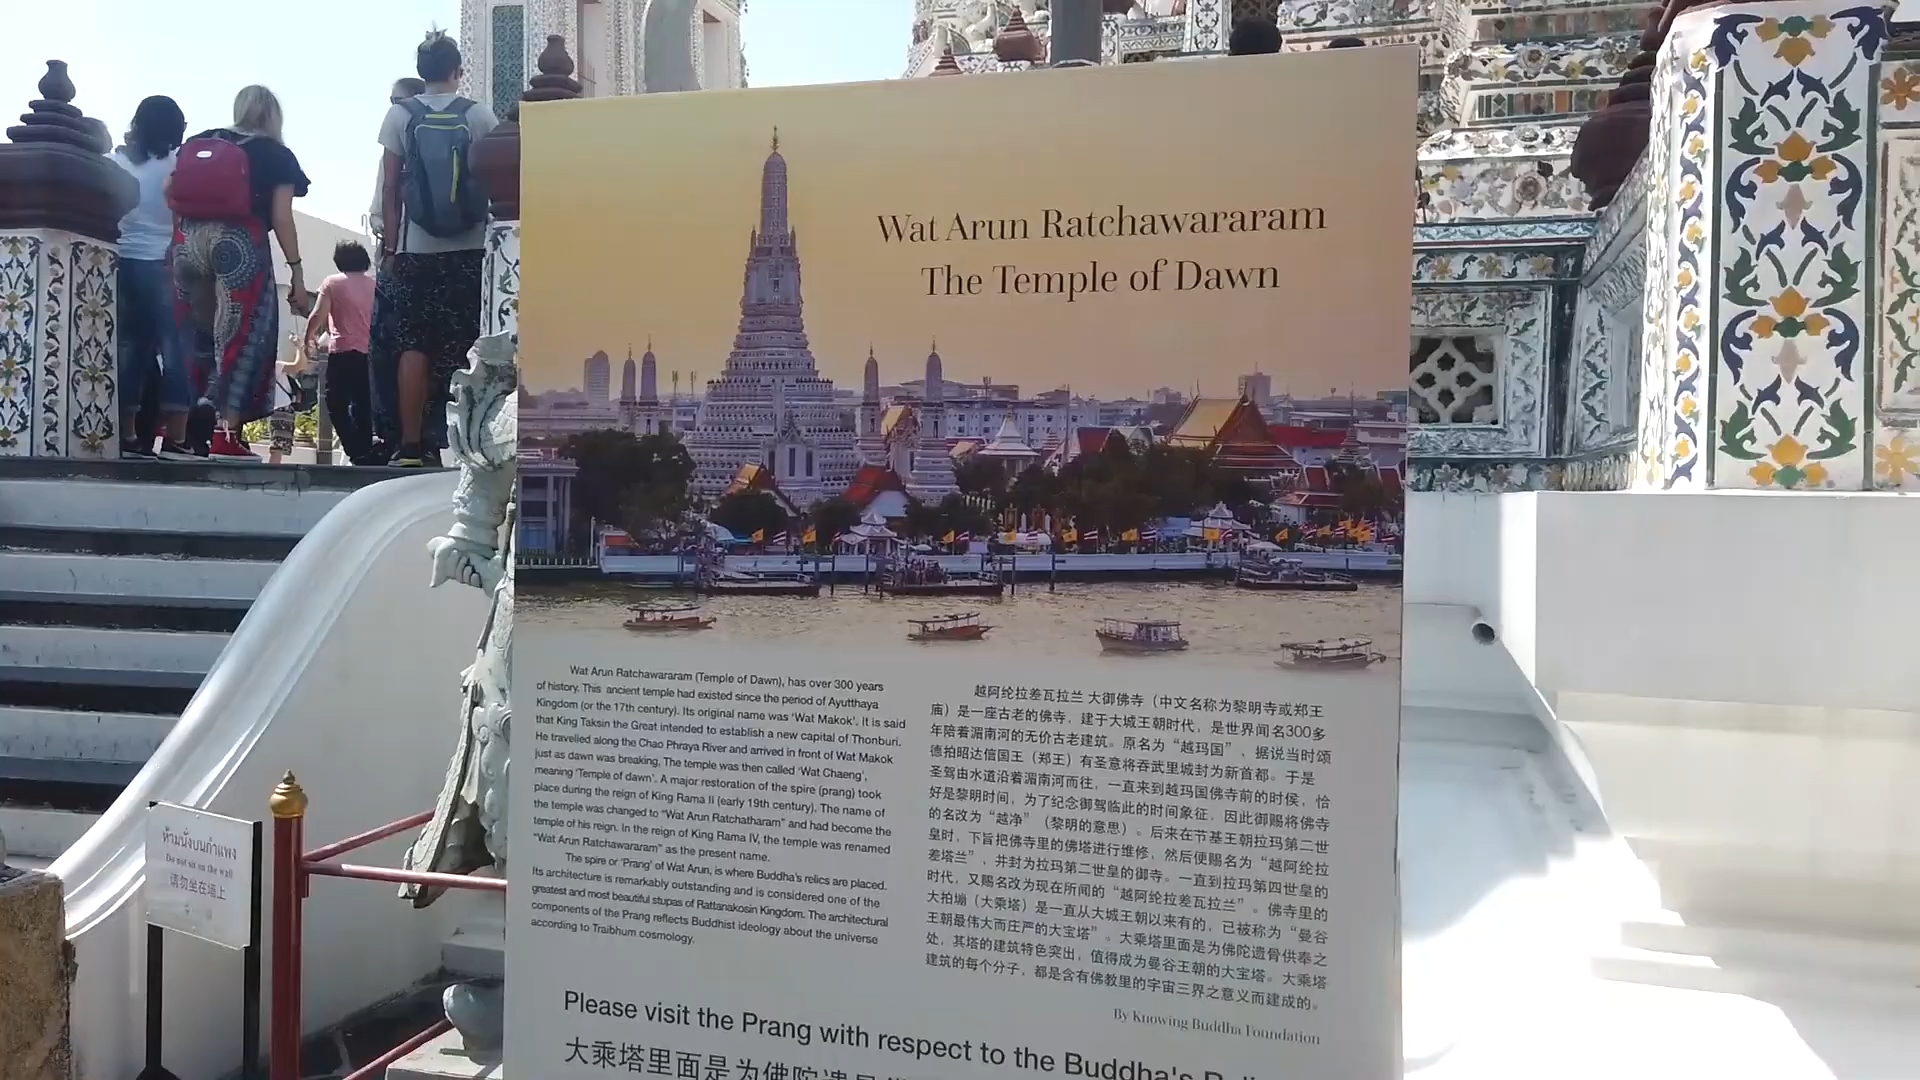 Wat Arun Ratchawararam
The Temple of Dawn
Wat Arun Ratchawararam (Temple of Dawn), has over 300 years
of history. This ancient temple had existed since the period of Ayutthaya
Kingdom (or the 17th century). Its original name was 'Wat Makok'. It is said
that King Taksin the Great intended to establish a new capital of Thonburi.
He travelled along the Chao Phraya River and arrived in front of Wat Makok
just as dawn was breaking, The temple was then called 'Wat Chaeng',
meaning 'Temple of dawn'. A major restoration of the spire (prang) took
place during the reign of King Rama II (early 19th century). The name of
the temple was changed to "Wat Arun Ratchatharam" and had become the
temple of his reign. In the reign of King Rama IV, the temple was renamed
"Wat Arun Ratchawararam" as the present name.
The spire or 'Prang' of Wat Arun, is where Buddha's relics are placed.
Its architecture is remarkably outstanding and is considered one of the
greatest and most beautiful stupas of Rattanakosin Kingdom. The architectural
components of the Prang reflects Buddhist ideology about the universe
according to Traibhum cosmology.
越阿伦拉差瓦拉兰 大御佛寺（中文名称为黎明寺或郑王
庙）是一座古老的佛寺，建于大城王朝时代，是世界闻名300多
年陪着湄南河的无价古老建筑。原名为“越玛国”，据说当时颂
德拍昭达信国王（郑王）有圣意将吞武里城封为新首都。于是
圣驾由水道沿着湄南河而往，一直来到越玛国佛寺前的时侯，恰
好是黎明时间，为了纪念御驾临此的时间象征，因此御赐将佛寺
的名改为“越净”（黎明的意思）。后来在节基王朝拉玛第二世
皇时，下旨把佛寺里的佛塔进行维修，然后便赐名为“越阿伦拉
差塔兰”，并封为拉玛第二世皇的御寺。一直到拉玛第四世皇的
时代，又赐名改为现在所闻的“越阿伦拉差瓦拉兰”。佛寺里的
大拍塴（大乘塔）是一直从大城王朝以来有的，已被称为“曼谷
王朝最伟大而庄严的大宝塔”。大乘塔里面是为佛陀遗骨供奉之
处，其塔的建筑特色突出，值得成为曼谷王朝的大宝塔。大乘塔
建筑的每个分子，都是含有佛教里的宇宙三界之意义而建成的。
By Knowing Buddha Foundation
Please visit the Prang with respect to the Buddha's
大乘塔里面是为佛陀遗
ห้ามนั่งบนกำแพง
Do not sit on the wall
请勿坐在墙上